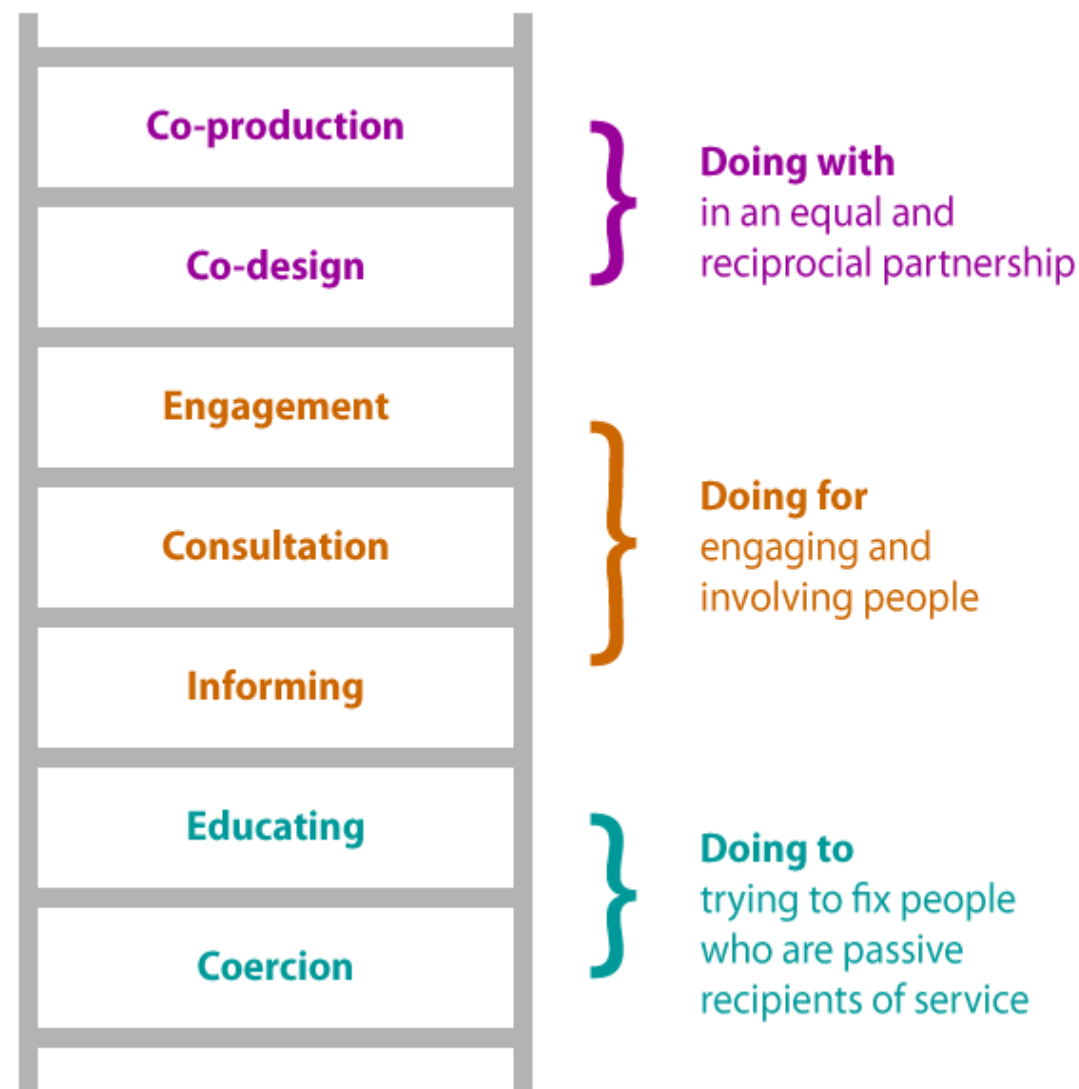 Co-production
Co-design
Doing with
in an equal and
reciprocial partnership
Engagement
Consultation
Informing
Doing for
engaging and
involving people
Educating
Coercion
Doing to
trying to fix people
who are passive
recipients of service